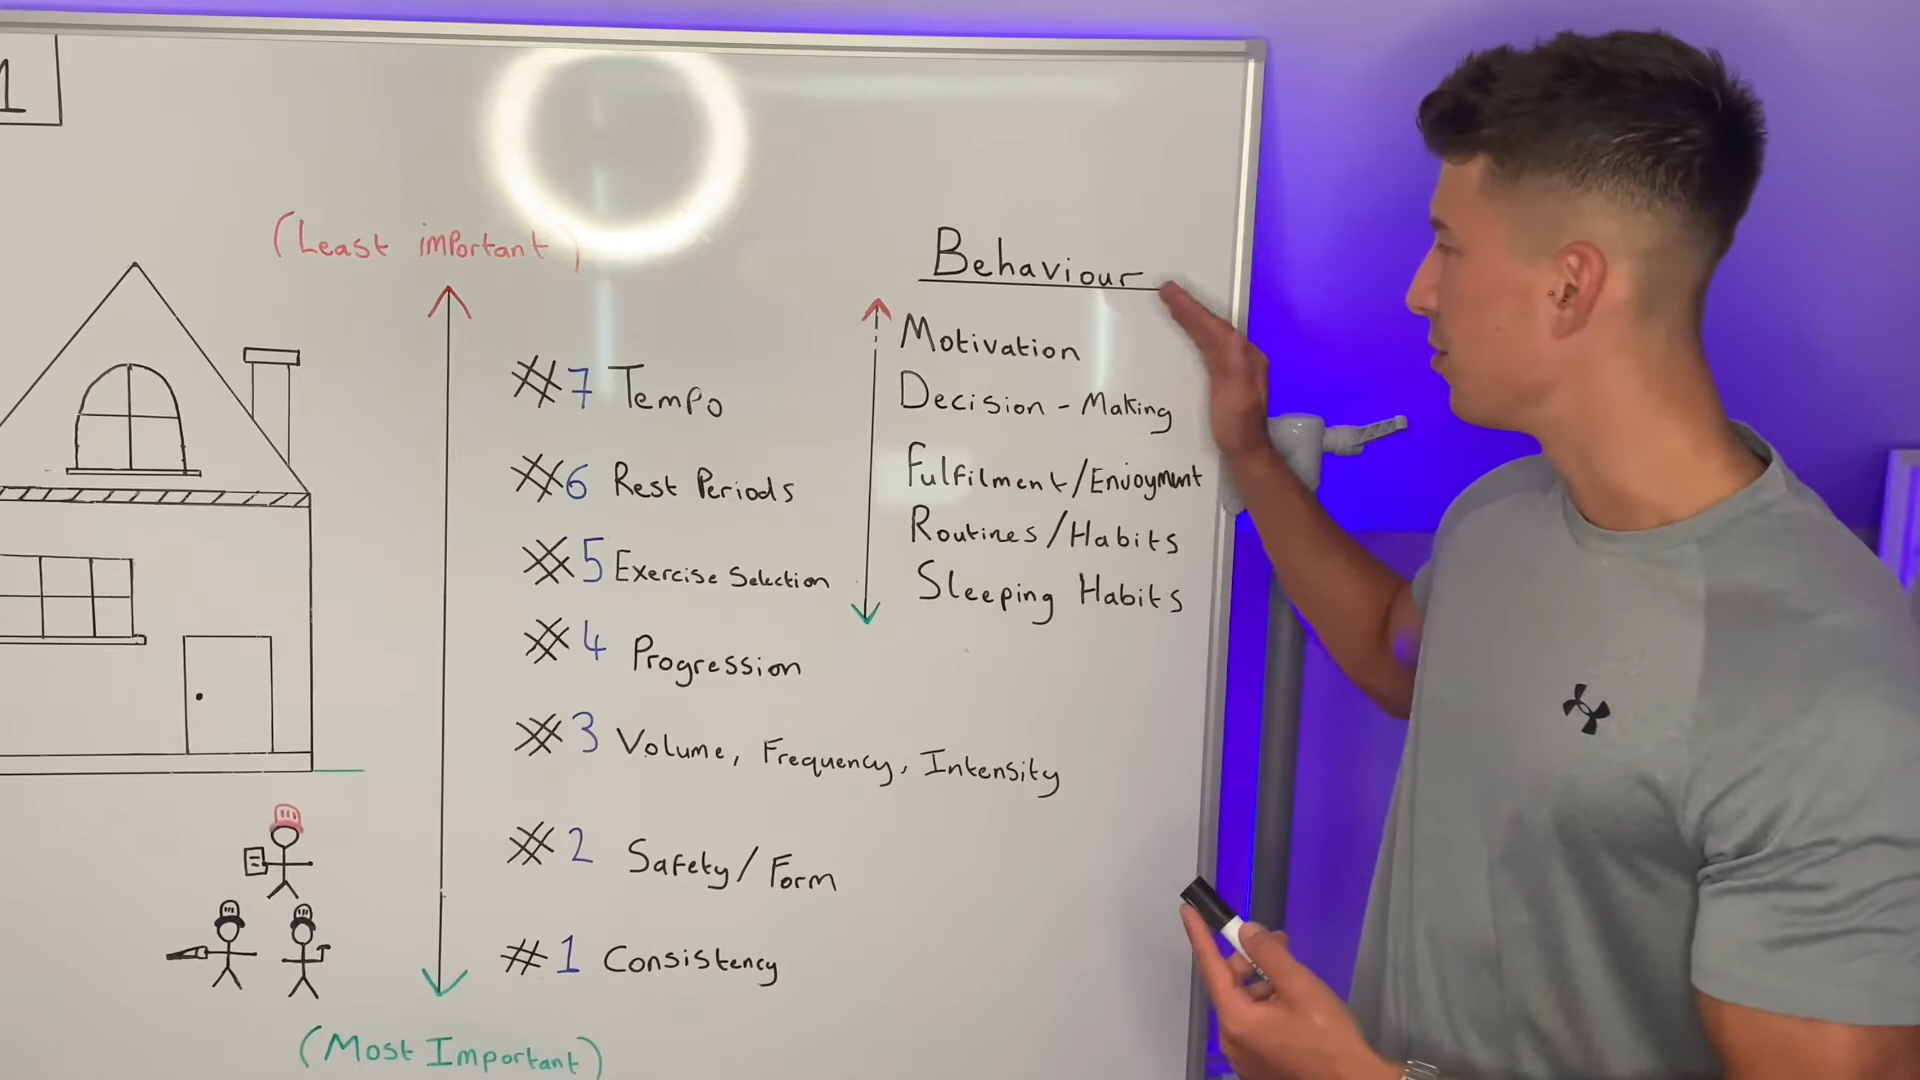 1
(Least important)
Behaviour
Motivation
Decision - Making
Fulfilment/Enjoyment
Routines/Habits
Sleeping Habits
#7 Tempo
#6 Rest Periods
#5 Exercise Selection
#4 Progression
#3 Volume, Frequency, Intensity
#2 Safety/Form
#1 Consistency
(Most Important)